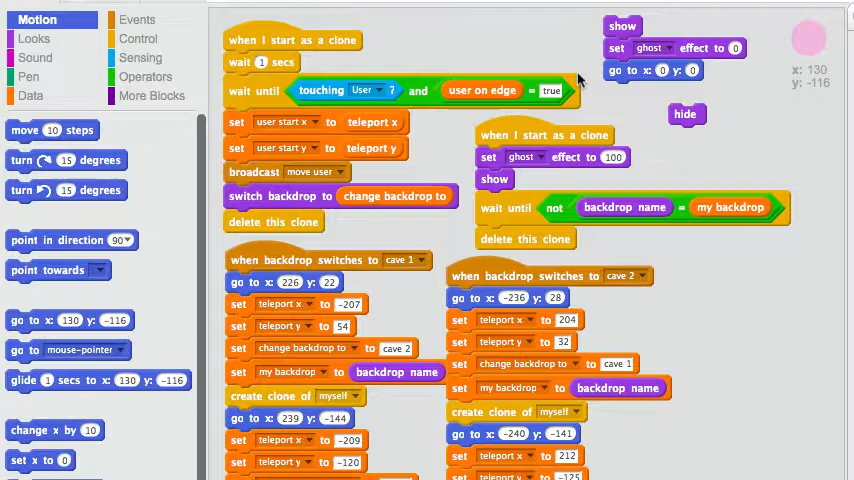 Motion
Looks
Sound
Pen
Data
Events
Control
Sensing
Operators
More Blocks
move 10 steps
turn 15 degrees
turn 15 degrees
point in direction 90
point towards
go to x: 130 y: -116
go to mouse-pointer
glide 1 secs to x: 130 y: -116
change x by 10
set x to 0
when I start as a clone
wait 1 secs
wait until touching User ? and user on edge = true
set user start x to teleport x
set user start y to teleport y
broadcast move user
switch backdrop to change backdrop to
delete this clone
show
set ghost effect to 0
go to x: 0 y: 0
hide
x: 130
y: -116
when I start as a clone
set ghost effect to 100
show
wait until not backdrop name = my backdrop
delete this clone
when backdrop switches to cave 1
go to x: 226 y: 22
set teleport x to -207
set teleport y to 54
set change backdrop to to cave 2
set my backdrop to backdrop name
create clone of myself
go to x: 239 y: -144
set teleport x to -209
set teleport y to -120
when backdrop switches to cave 2
go to x: -236 y: 28
set teleport x to 204
set teleport y to 32
set change backdrop to to cave 1
set my backdrop to backdrop name
create clone of myself
go to x: -240 y: -141
set teleport x to 212
set teleport y to -125